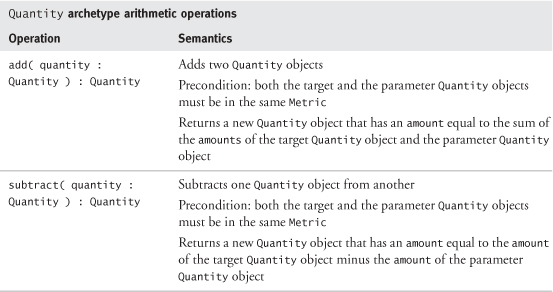 Quantity archetype arithmetic operations
Operation Semantics
add( quantity : Adds two Quantity objects
Quantity ) : Quantity Precondition: both the target and the parameter Quantity objects
must be in the same Metric
Returns a new Quantity object that has an amount equal to the sum of
the amounts of the target Quantity object and the parameter Quantity
object
subtract( quantity : Subtracts one Quantity object from another
Quantity ) : Quantity Precondition: both the target and the parameter Quantity objects
must be in the same Metric
Returns a new Quantity object that has an amount equal to the amount
of the target Quantity object minus the amount of the parameter
Quantity object